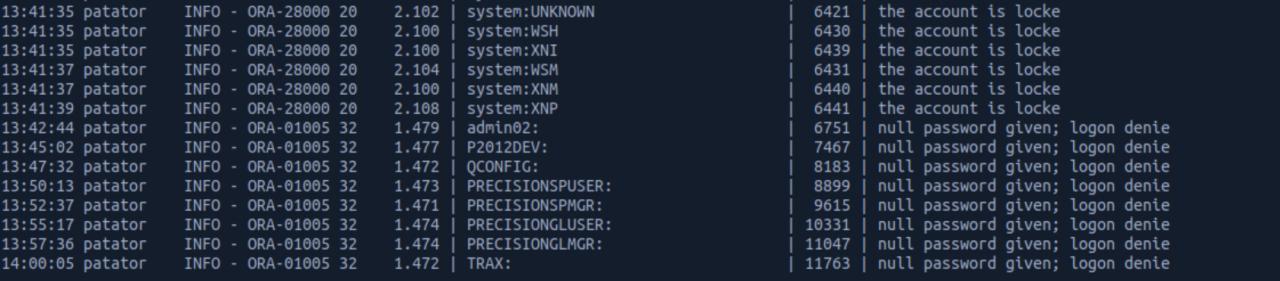 13:41:35 patator INFO - ORA-28000 20 2.102 | system:UNKNOWN | 6421 | the account is locke
13:41:35 patator INFO - ORA-28000 20 2.100 | system:WSH | 6430 | the account is locke
13:41:35 patator INFO - ORA-28000 20 2.100 | system:XNI | 6439 | the account is locke
13:41:37 patator INFO - ORA-28000 20 2.104 | system:WSM | 6431 | the account is locke
13:41:37 patator INFO - ORA-28000 20 2.100 | system:XNM | 6440 | the account is locke
13:41:39 patator INFO - ORA-28000 20 2.108 | system:XNP | 6441 | the account is locke
13:42:44 patator INFO - ORA-01005 32 1.479 | admin02: | 6751 | null password given; logon denie
13:45:02 patator INFO - ORA-01005 32 1.477 | P2012DEV: | 7467 | null password given; logon denie
13:47:32 patator INFO - ORA-01005 32 1.472 | QCONFIG: | 8183 | null password given; logon denie
13:50:13 patator INFO - ORA-01005 32 1.473 | PRECISIONSPUSER: | 8899 | null password given; logon denie
13:52:37 patator INFO - ORA-01005 32 1.471 | PRECISIONSPMGR: | 9615 | null password given; logon denie
13:55:17 patator INFO - ORA-01005 32 1.474 | PRECISIONGLUSER: | 10331 | null password given; logon denie
13:57:36 patator INFO - ORA-01005 32 1.474 | PRECISIONGLMGR: | 11047 | null password given; logon denie
14:00:05 patator INFO - ORA-01005 32 1.472 | TRAX: | 11763 | null password given; logon denie